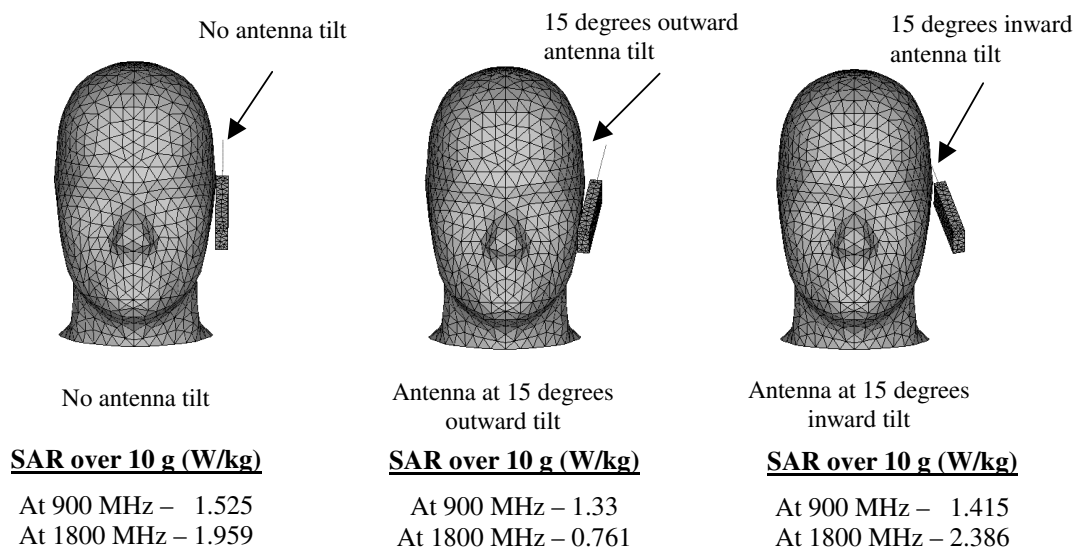 No antenna tilt
15 degrees outward
antenna tilt
15 degrees inward
antenna tilt
No antenna tilt
Antenna at 15 degrees
outward tilt
Antenna at 15 degrees
inward tilt
SAR over 10 g (W/kg)
At 900 MHz – 1.525
At 1800 MHz – 1.959
SAR over 10 g (W/kg)
At 900 MHz – 1.33
At 1800 MHz – 0.761
SAR over 10 g (W/kg)
At 900 MHz – 1.415
At 1800 MHz – 2.386